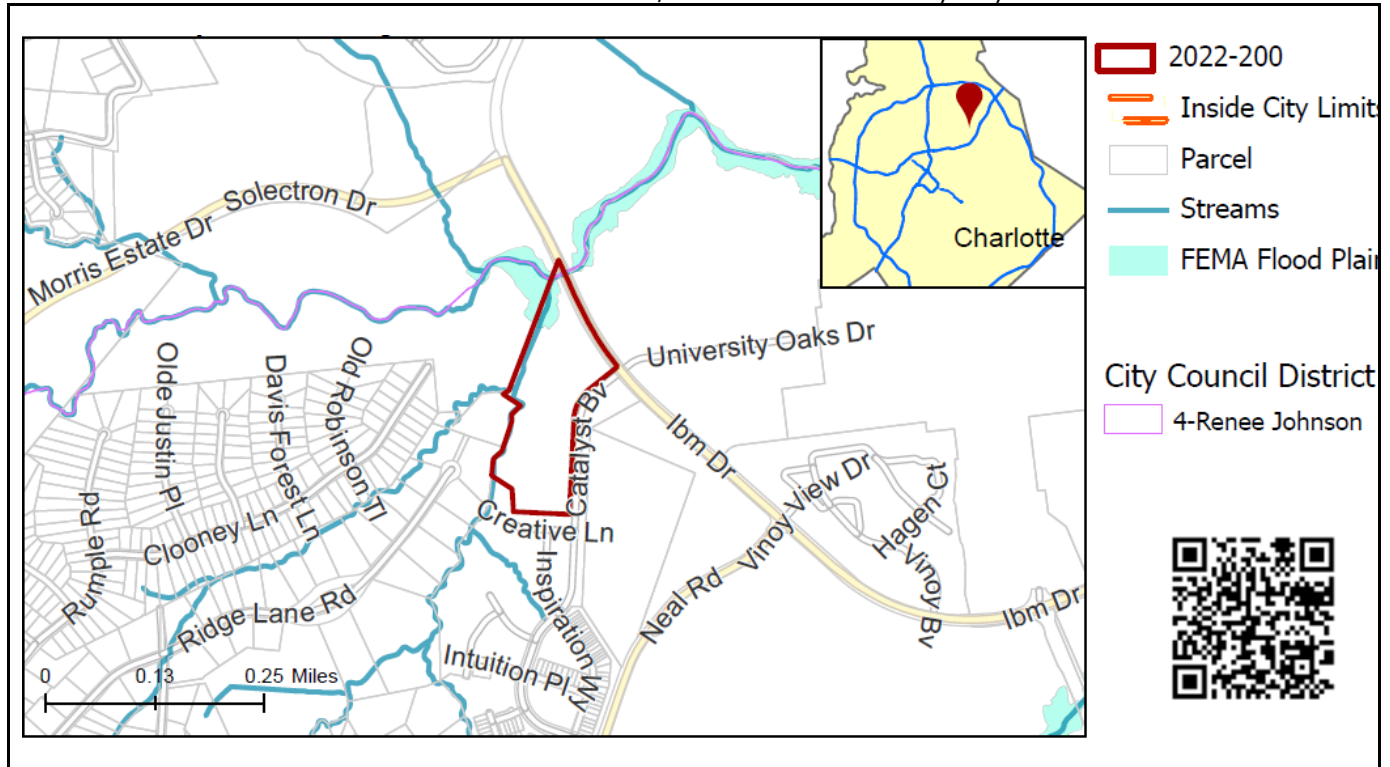 2022-200
Inside City Limits
Parcel
Streams
FEMA Flood Plain
City Council District
4-Renee Johnson
Charlotte
Solectron Dr
Morris Estate Dr
University Oaks Dr
Olde Justin Pl
Davis Forest Ln
Old Robinson Tl
Catalyst Bv
Ibm Dr
Rumple Rd
Clooney Ln
Creative Ln
Vinoy View Dr
Hagen Ct
Vinoy Bv
Ibm Dr
Neal Rd
Ridge Lane Rd
Inspiration Wy
Intuition Pl
0 0.13 0.25 Miles